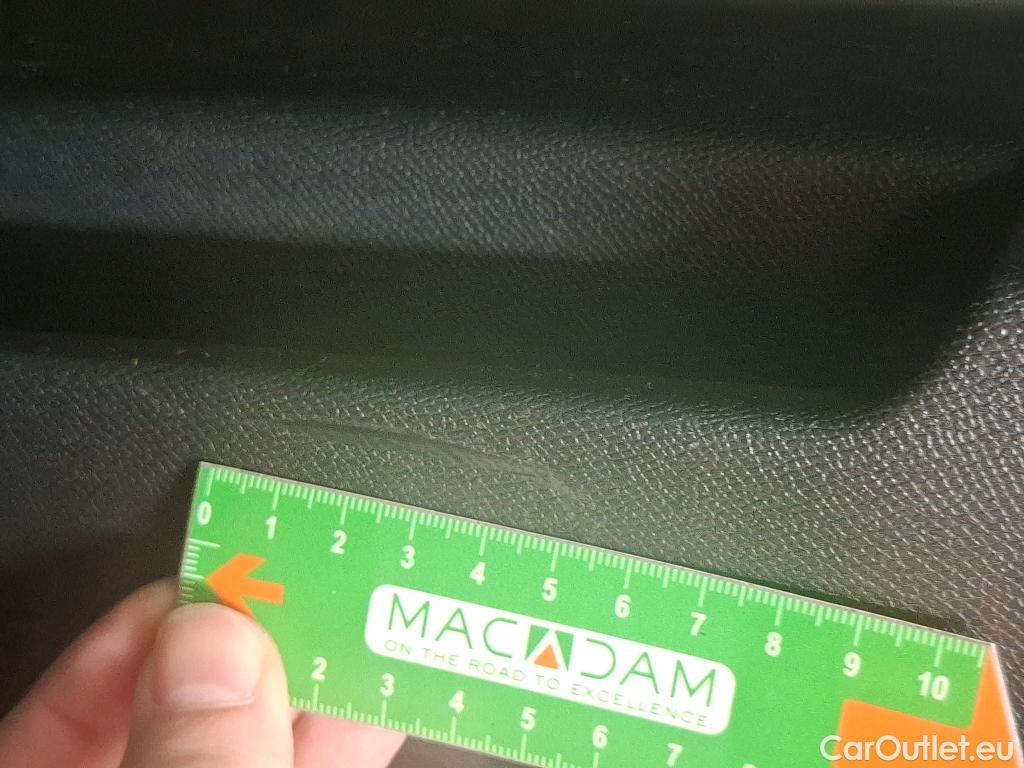 0 1 2 3 4 5 6 7 8 9 10
MACADAM
ON THE ROAD TO EXCELLENCE
2 3 4 5 6 7
CarOutlet.eu